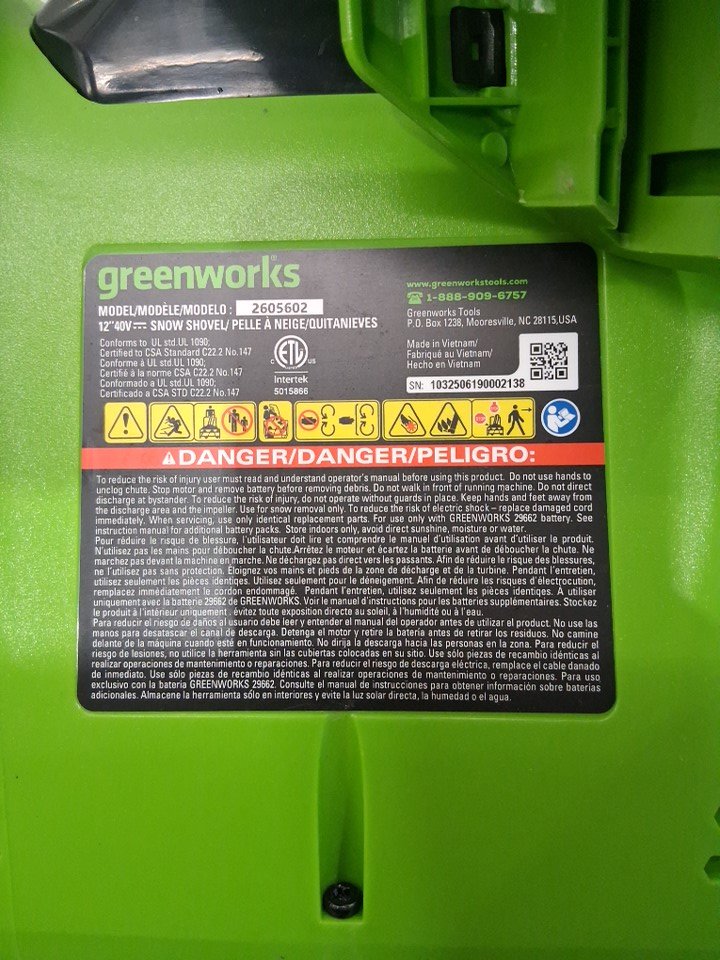 greenworks®
MODEL/MODÈLE/MODELO : 2605602
12"40V⎓ SNOW SHOVEL/ PELLE À NEIGE/QUITANIEVES
Conforms to UL std.UL 1090;
Certified to CSA Standard C22.2 No.147
Conforme à UL std.UL 1090;
Certifié à la norme CSA C22.2 No.147
Conformado a UL std.UL 1090;
Certificado a CSA STD C22.2 No.147
C ETL US
Intertek
5015866
www.greenworkstools.com
☎ 1-888-909-6757
Greenworks Tools
P.O. Box 1238, Mooresville, NC 28115,USA
Made in Vietnam/
Fabriqué au Vietnam/
Hecho en Vietnam
SN: 1032506190002138
⚠DANGER/DANGER/PELIGRO:
To reduce the risk of injury user must read and understand operator's manual before using this product. Do not use hands to
unclog chute. Stop motor and remove battery before removing debris. Do not walk in front of running machine. Do not direct
discharge at bystander. To reduce the risk of injury, do not operate without guards in place. Keep hands and feet away from
the discharge area and the impeller. Use for snow removal only. To reduce the risk of electric shock – replace damaged cord
immediately. When servicing, use only identical replacement parts. For use only with GREENWORKS 29662 battery. See
instruction manual for additional battery packs. Store indoors only, avoid direct sunshine, moisture or water.
Pour réduire le risque de blessure, l'utilisateur doit lire et comprendre le manuel d'utilisation avant d'utiliser le produit.
N'utilisez pas les mains pour déboucher la chute.Arrêtez le moteur et écartez la batterie avant de déboucher la chute. Ne
marchez pas devant la machine en marche. Ne déchargez pas direct vers les passants. Afin de réduire le risque des blessures,
ne l'utilisez pas sans protection. Éloignez vos mains et pieds de la zone de décharge et de la turbine. Pendant l'entretien,
utilisez seulement les pièces identiqes. Utilisez seulement pour le déneigement. Afin de réduire les risques d'électrocution,
remplacez immédiatement le cordon endommagé. Pendant l'entretien, utilisez seulement les pièces identiqes. À utiliser
uniquement avec la batterie 29662 de GREENWORKS. Voir le manuel d'instructions pour les batteries supplémentaires. Stockez
le produit à l'intérieur uniquement . évitez toute exposition directe au soleil, à l'humidité ou à l'eau.
Para reducir el riesgo de daños al usuario debe leer y entender el manual del operador antes de utilizar el product. No use las
manos para desatascar el canal de descarga. Detenga el motor y retire la batería antes de retirar los residuos. No camine
delante de la máquina cuando esté en funcionamiento. No dirija la descarga hacia las personas en la zona. Para reducir el
riesgo de lesiones, no utilizar sin las cubiertas colocadas en su sitio. Use sólo piezas de recambio idénticas al
realizar operaciones de mantenimiento o reparaciones. Para reducir el riesgo de descarga eléctrica, remplace el cable danado
de inmediato. Use sólo piezas de recambio idénticas al realizar operaciones de mantenimiento o reparaciones. Para uso
exclusivo con la batería GREENWORKS 29662. Consulte el manual de instrucciones para obtener información sobre baterías
adicionales. Almacene la herramienta sólo en interiores y evite la luz solar directa, la humedad o el agua.